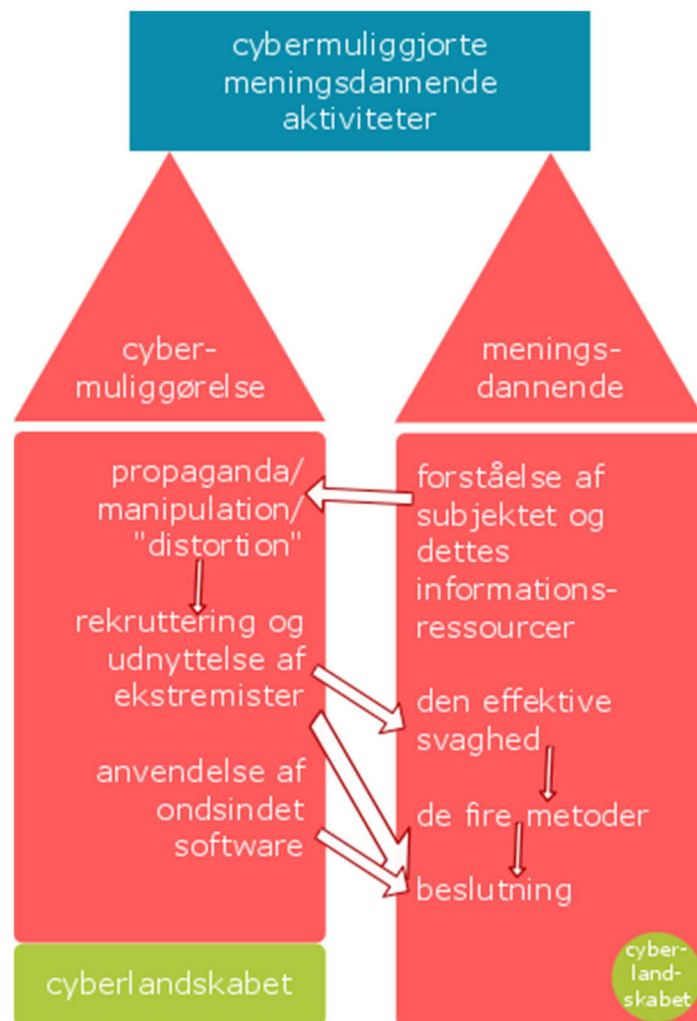 cybermuliggjorte
meningsdannende
aktiviteter
cyber-
muliggørelse
menings-
dannende
propaganda/
manipulation/
"distortion"
rekruttering og
udnyttelse af
ekstremister
anvendelse af
ondsindet
software
cyberlandskabet
forståelse af
subjektet og
dettes
informations-
ressourcer
den effektive
svaghed
de fire metoder
beslutning
cyber-
land-
skabet